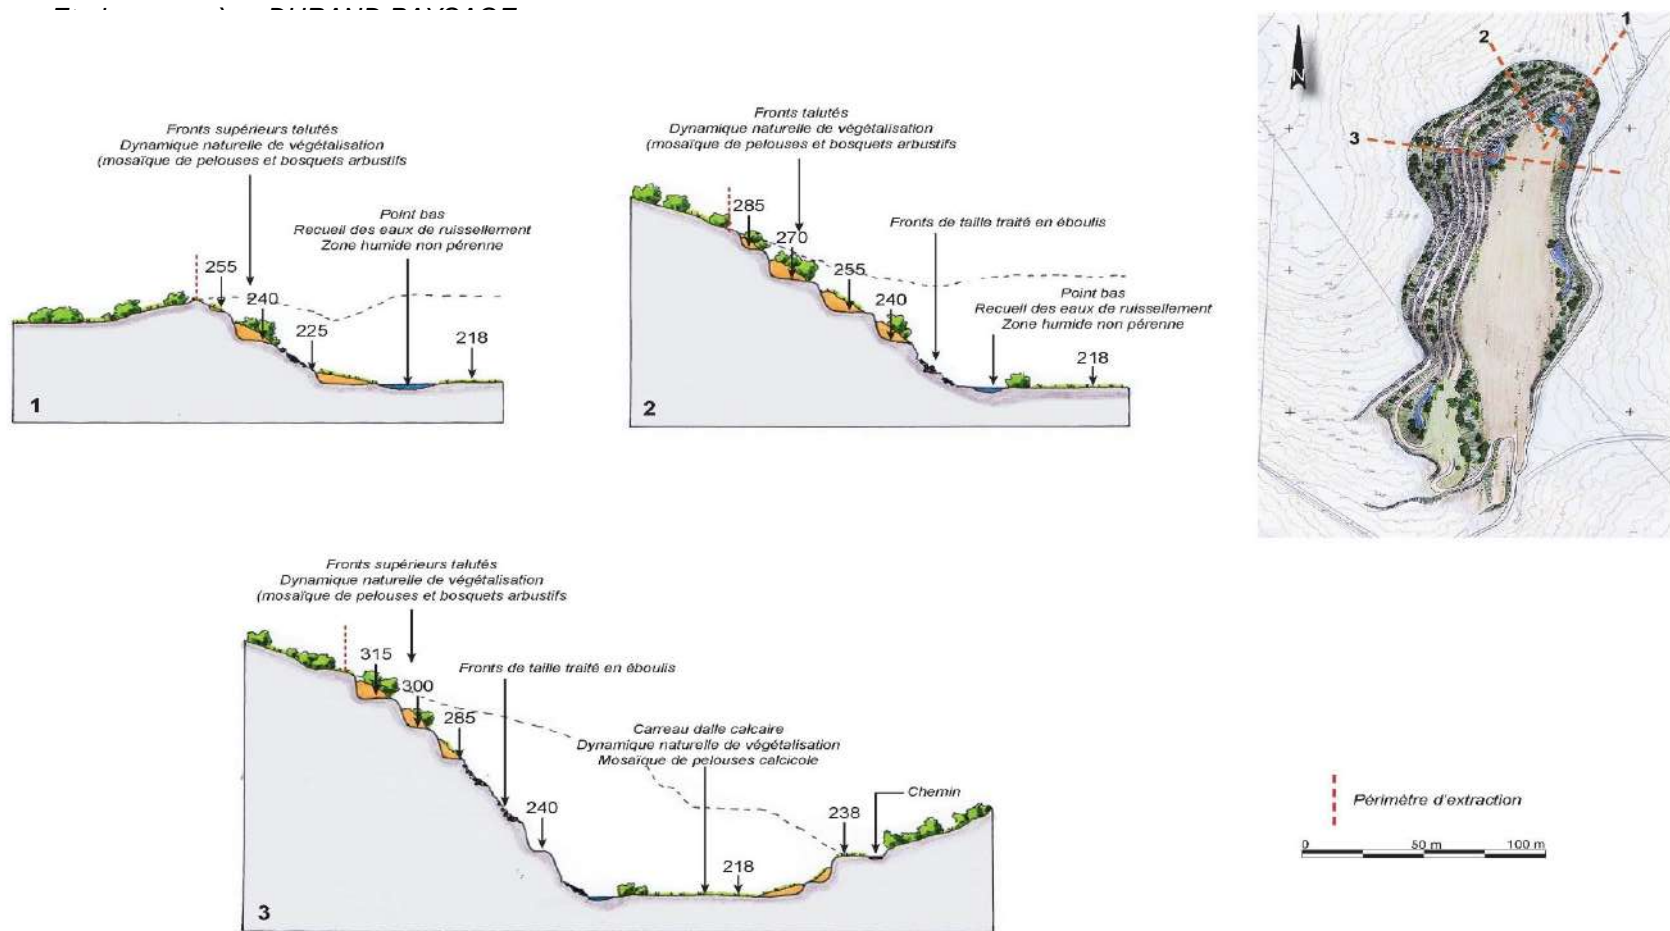 DURAND PAYSAGE
Fronts supérieurs talutés
Dynamique naturelle de végétalisation
(mosaïque de pelouses et bosquets arbustifs
Point bas
Recueil des eaux de ruissellement
Zone humide non pérenne
255
240
225
218
1
Fronts talutés
Dynamique naturelle de végétalisation
(mosaïque de pelouses et bosquets arbustifs
285
270
255
240
Fronts de taille traité en éboulis
Point bas
Recueil des eaux de ruissellement
Zone humide non pérenne
218
2
N
1
2
3
Fronts supérieurs talutés
Dynamique naturelle de végétalisation
(mosaïque de pelouses et bosquets arbustifs
315
300
285
Fronts de taille traité en éboulis
240
Carreau dalle calcaire
Dynamique naturelle de végétalisation
Mosaïque de pelouses calcicole
218
238
Chemin
3
Périmètre d'extraction
0 50 m 100 m